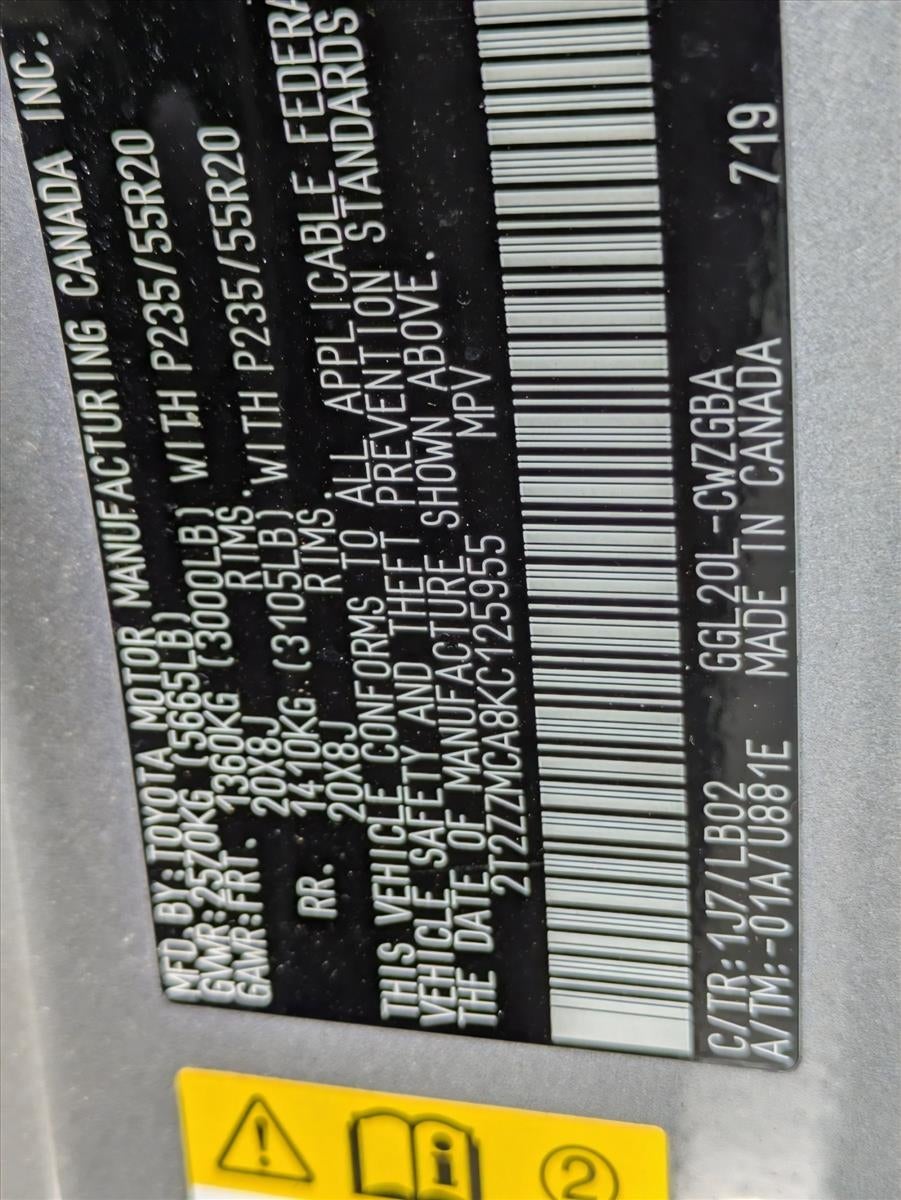 MFD BY:TOYOTA MOTOR MANUFACTURING CANADA INC.
GVWR:2570KG (5665LB)
GAWR:FRT. 1360KG (3000LB) WITH P235/55R20
20X8J RIMS.
RR. 1410KG (3105LB) WITH P235/55R20
20X8J RIMS.
THIS VEHICLE CONFORMS TO ALL APPLICABLE FEDERA
VEHICLE SAFETY AND THEFT PREVENTION STANDARDS
THE DATE OF MANUFACTURE SHOWN ABOVE.
2T2ZZMCA8KC125955 MPV
C/TR:1J7/LB02 GGL20L-CWZGBA
A/TM:-01A/U881E MADE IN CANADA 719
2